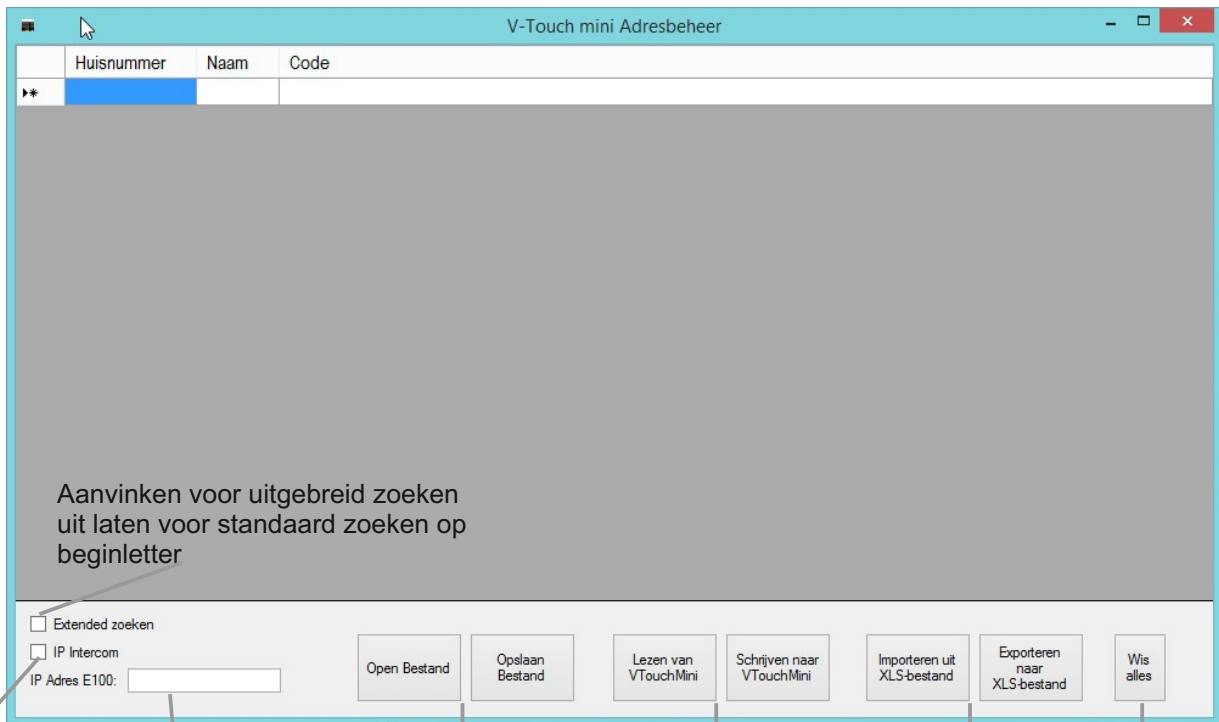 V-Touch mini Adresbeheer
Huisnummer Naam Code
Aanvinken voor uitgebreid zoeken
uit laten voor standaard zoeken op
beginletter
Extended zoeken
IP Intercom
IP Adres E100:
Open Bestand
Opslaan
Bestand
Lezen van
VTouchMini
Schrijven naar
VTouchMini
Importeren uit
XLS-bestand
Exporteren
naar
XLS-bestand
Wis
alles